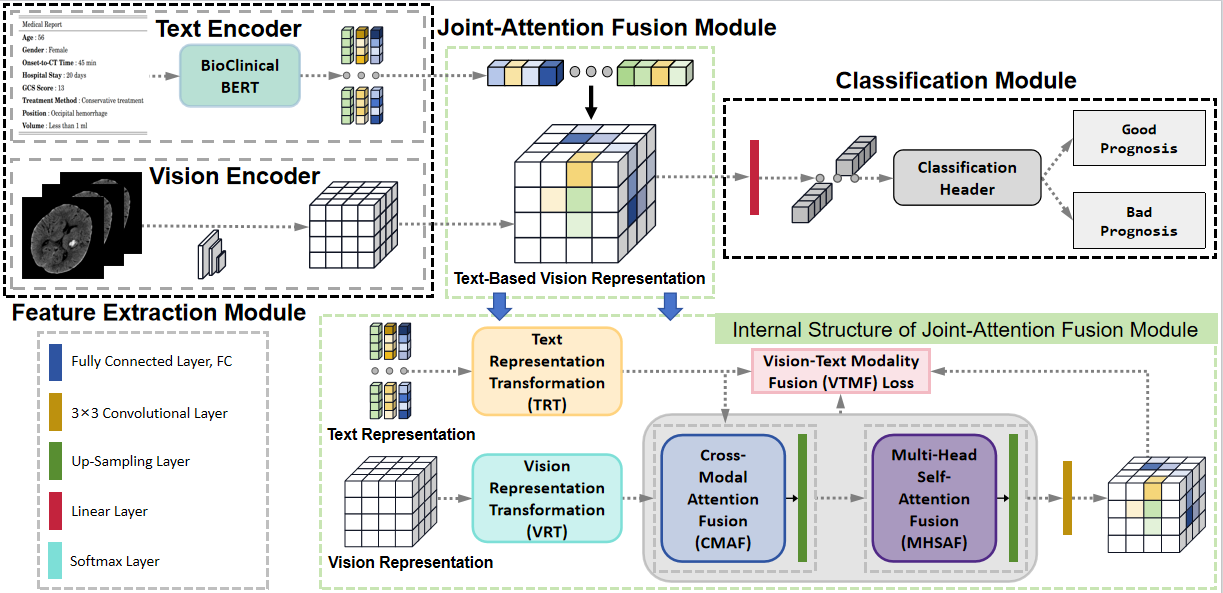 Medical Report
Age : 56
Gender : Female
Onset-to-CT Time : 45 min
Hospital Stay : 20 days
GCS Score : 13
Treatment Method : Conservative treatment
Position : Occipital hemorrhage
Volume : Less than 1 ml
Text Encoder
BioClinical
BERT
Vision Encoder
Feature Extraction Module
Joint-Attention Fusion Module
Text-Based Vision Representation
Classification Module
Classification
Header
Good
Prognosis
Bad
Prognosis
Fully Connected Layer, FC
3×3 Convolutional Layer
Up-Sampling Layer
Linear Layer
Softmax Layer
Internal Structure of Joint-Attention Fusion Module
Text Representation
Text
Representation
Transformation
(TRT)
Vision-Text Modality
Fusion (VTMF) Loss
Vision Representation
Vision
Representation
Transformation
(VRT)
Cross-
Modal
Attention
Fusion
(CMAF)
Multi-Head
Self-
Attention
Fusion
(MHSAF)